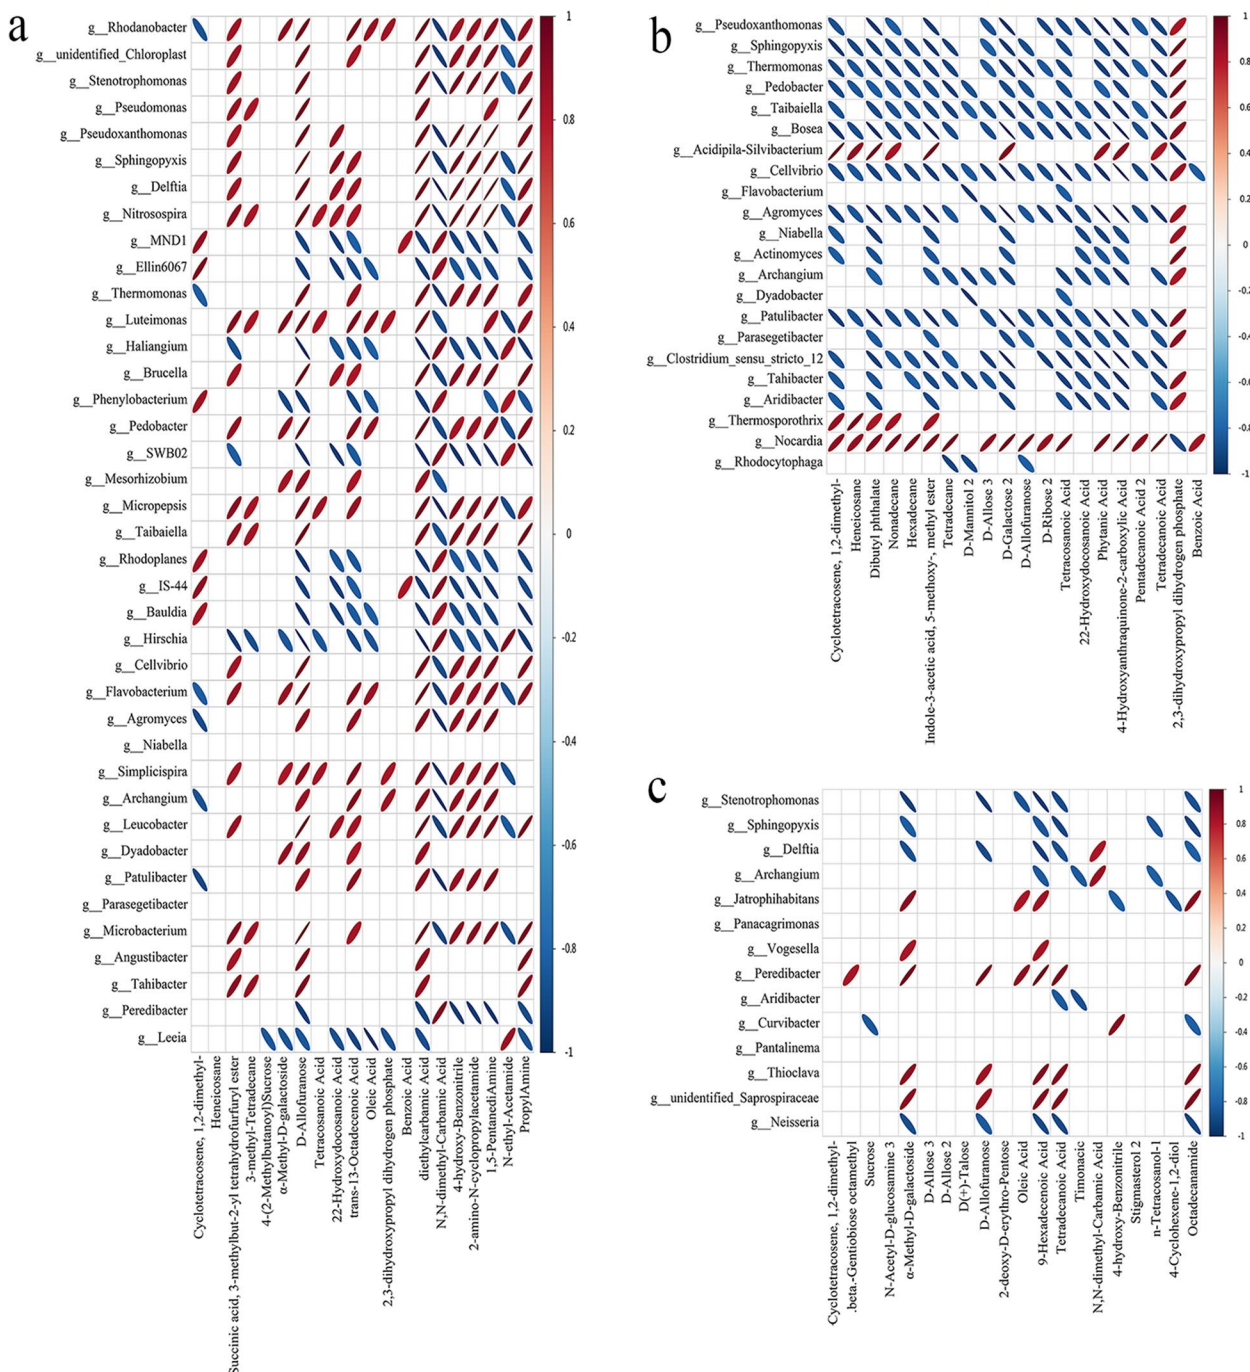 a
g__Rhodanobacter
g__unidentified_Chloroplast
g__Stenotrophomonas
g__Pseudomonas
g__Pseudoxanthomonas
g__Sphingopyxis
g__Delftia
g__Nitrosospira
g__MND1
g__Ellin6067
g__Thermomonas
g__Luteimonas
g__Haliangium
g__Brucella
g__Phenylobacterium
g__Pedobacter
g__SWB02
g__Mesorhizobium
g__Micropepsis
g__Taibaiella
g__Rhodoplanes
g__IS-44
g__Bauldia
g__Hirschia
g__Cellvibrio
g__Flavobacterium
g__Agromyces
g__Niabella
g__Simplicispira
g__Archangium
g__Leucobacter
g__Dyadobacter
g__Patulibacter
g__Parasegetibacter
g__Microbacterium
g__Angustibacter
g__Tahibacter
g__Peredibacter
g__Leeia
Cyclotetracosene, 1,2-dimethyl-
Heneicosane
Succinic acid, 3-methylbut-2-yl tetrahydrofurfuryl ester
3-methyl-Tetradecane
4-(2-Methylbutanoyl)Sucrose
α-Methyl-D-galactoside
D-Allofuranose
Tetracosanoic Acid
22-Hydroxydocosanoic Acid
trans-13-Octadecenoic Acid
Oleic Acid
2,3-dihydroxypropyl dihydrogen phosphate
Benzoic Acid
diethylcarbamic Acid
N,N-dimethyl-Carbamic Acid
4-hydroxy-Benzonitrile
2-amino-N-cyclopropylacetamide
1,5-PentanediAmine
N-ethyl-Acetamide
PropylAmine
1
0.8
0.6
0.4
0.2
0
-0.2
-0.4
-0.6
-0.8
-1
b
g__Pseudoxanthomonas
g__Sphingopyxis
g__Thermomonas
g__Pedobacter
g__Taibaiella
g__Bosea
g__Acidipila-Silvibacterium
g__Cellvibrio
g__Flavobacterium
g__Agromyces
g__Niabella
g__Actinomyces
g__Archangium
g__Dyadobacter
g__Patulibacter
g__Parasegetibacter
g__Clostridium_sensu_stricto_12
g__Tahibacter
g__Aridibacter
g__Thermosporothrix
g__Nocardia
g__Rhodocytophaga
Cyclotetracosene, 1,2-dimethyl-
Heneicosane
Dibutyl phthalate
Nonadecane
Hexadecane
Indole-3-acetic acid, 5-methoxy-, methyl ester
Tetradecane
D-Mannitol 2
D-Allose 3
D-Galactose 2
D-Allofuranose
D-Ribose 2
Tetracosanoic Acid
22-Hydroxydocosanoic Acid
Phytanic Acid
4-Hydroxyanthraquinone-2-carboxylic Acid
Pentadecanoic Acid 2
Tetradecanoic Acid
2,3-dihydroxypropyl dihydrogen phosphate
Benzoic Acid
1
0.8
0.6
0.4
0.2
0
-0.2
-0.4
-0.6
-0.8
-1
c
g__Stenotrophomonas
g__Sphingopyxis
g__Delftia
g__Archangium
g__Jatrophihabitans
g__Panacagrimonas
g__Vogesella
g__Peredibacter
g__Aridibacter
g__Curvibacter
g__Pantalinema
g__Thioclava
g__unidentified_Saprospiraceae
g__Neisseria
Cyclotetracosene, 1,2-dimethyl-
.beta.-Gentiobiose octamethyl
Sucrose
N-Acetyl-D-glucosamine 3
α-Methyl-D-galactoside
D-Allose 3
D-Allose 2
D(+)-Talose
D-Allofuranose
2-deoxy-D-erythro-Pentose
Oleic Acid
9-Hexadecenoic Acid
Tetradecanoic Acid
Timonacic
N,N-dimethyl-Carbamic Acid
4-hydroxy-Benzonitrile
Stigmasterol 2
n-Tetracosanol-1
4-Cyclohexene-1,2-diol
Octadecanamide
1
0.8
0.6
0.4
0.2
0
-0.2
-0.4
-0.6
-0.8
-1